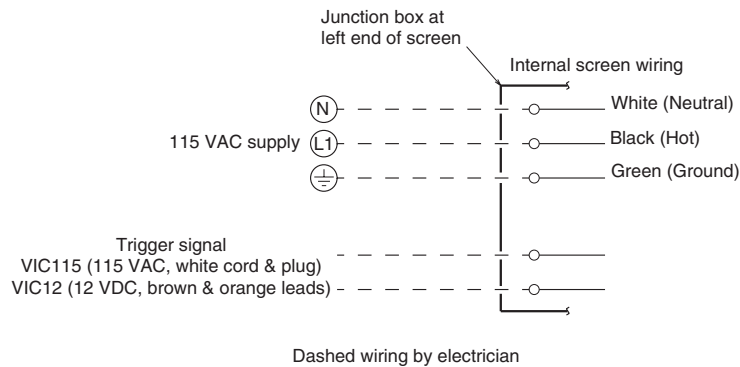 Junction box at
left end of screen
Internal screen wiring
N
White (Neutral)
115 VAC supply
L1
Black (Hot)
Green (Ground)
Trigger signal
VIC115 (115 VAC, white cord & plug)
VIC12 (12 VDC, brown & orange leads)
Dashed wiring by electrician